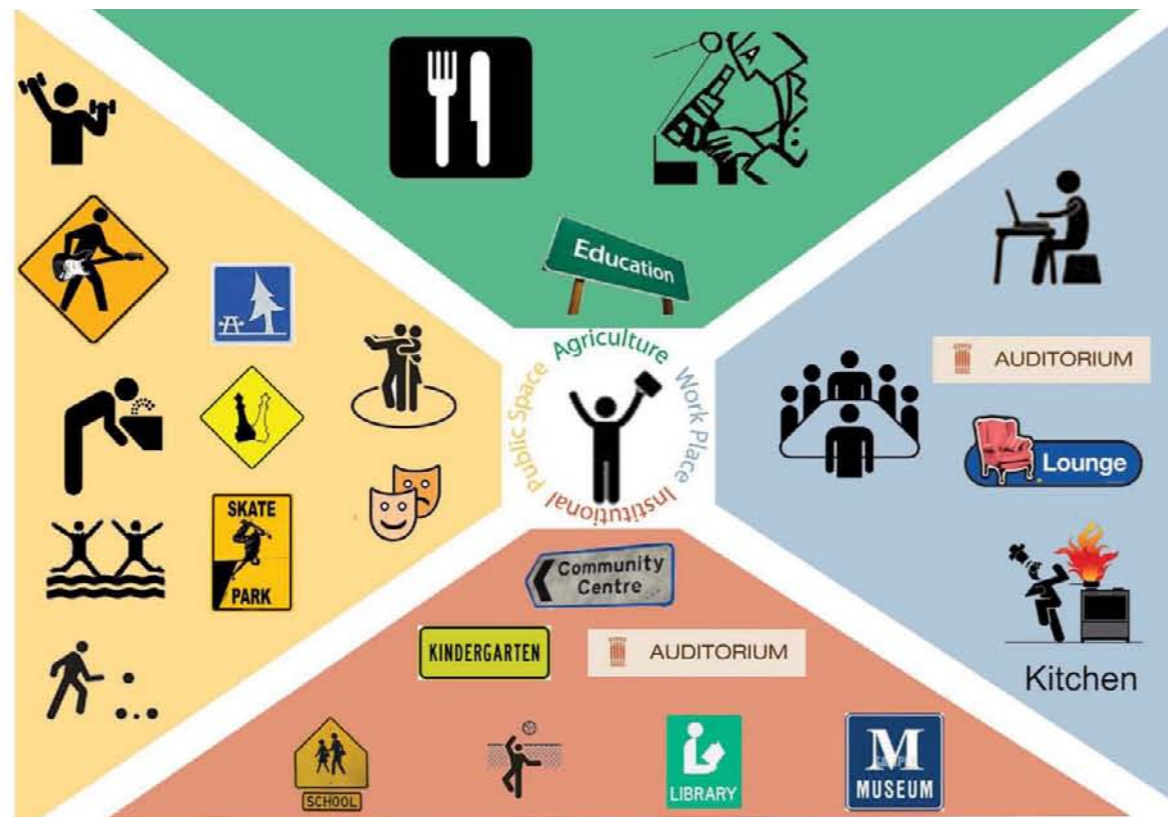 Education
Agriculture
Public Space
Work Place
Institutional
AUDITORIUM
Lounge
Kitchen
SKATE
PARK
Community
Centre
KINDERGARTEN
AUDITORIUM
SCHOOL
LIBRARY
M
MUSEUM